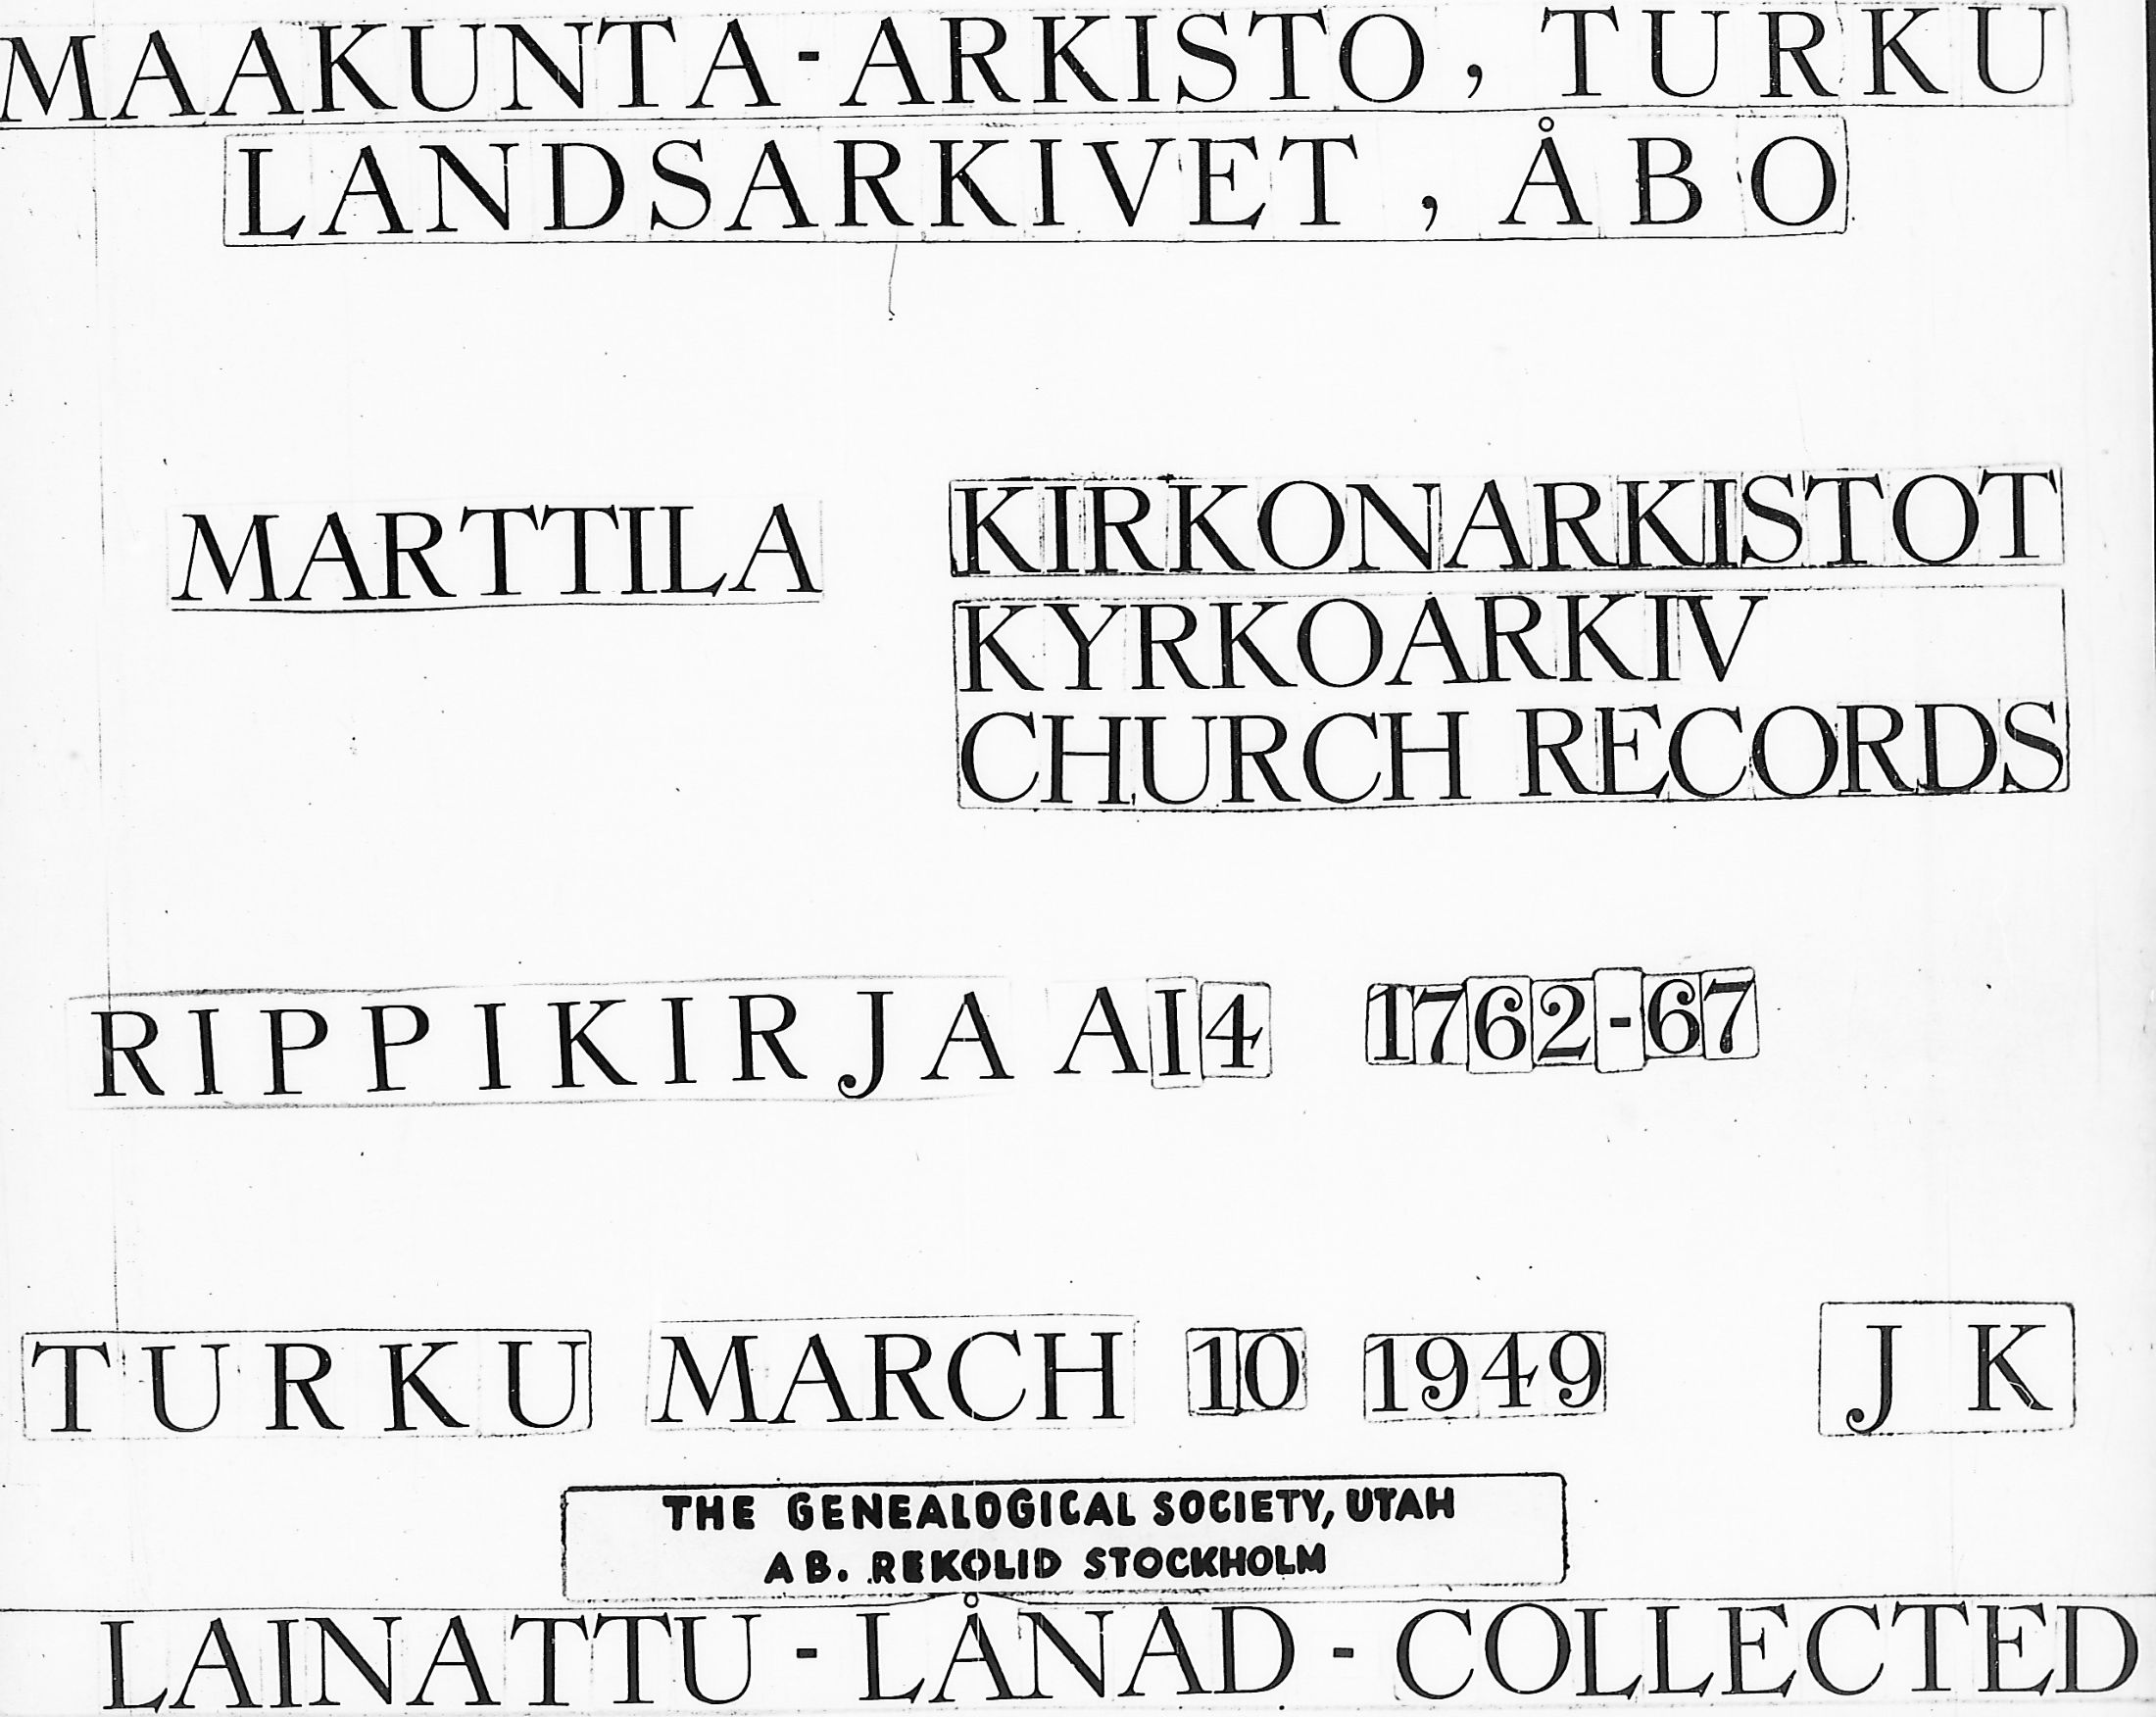 MAAKUNTA-ARKISTO, TURKU
LANDSARKIVET, ÅBO
MARTTILA KIRKONARKISTOT
KYRKOARKIV
CHURCH RECORDS
RIPPIKIRJA AI4 1762-67
TURKU MARCH 10 1949 J K
THE GENEALOGICAL SOCIETY, UTAH
AB. REKOLID STOCKHOLM
LAINATTU - LÅNAD - COLLECTED